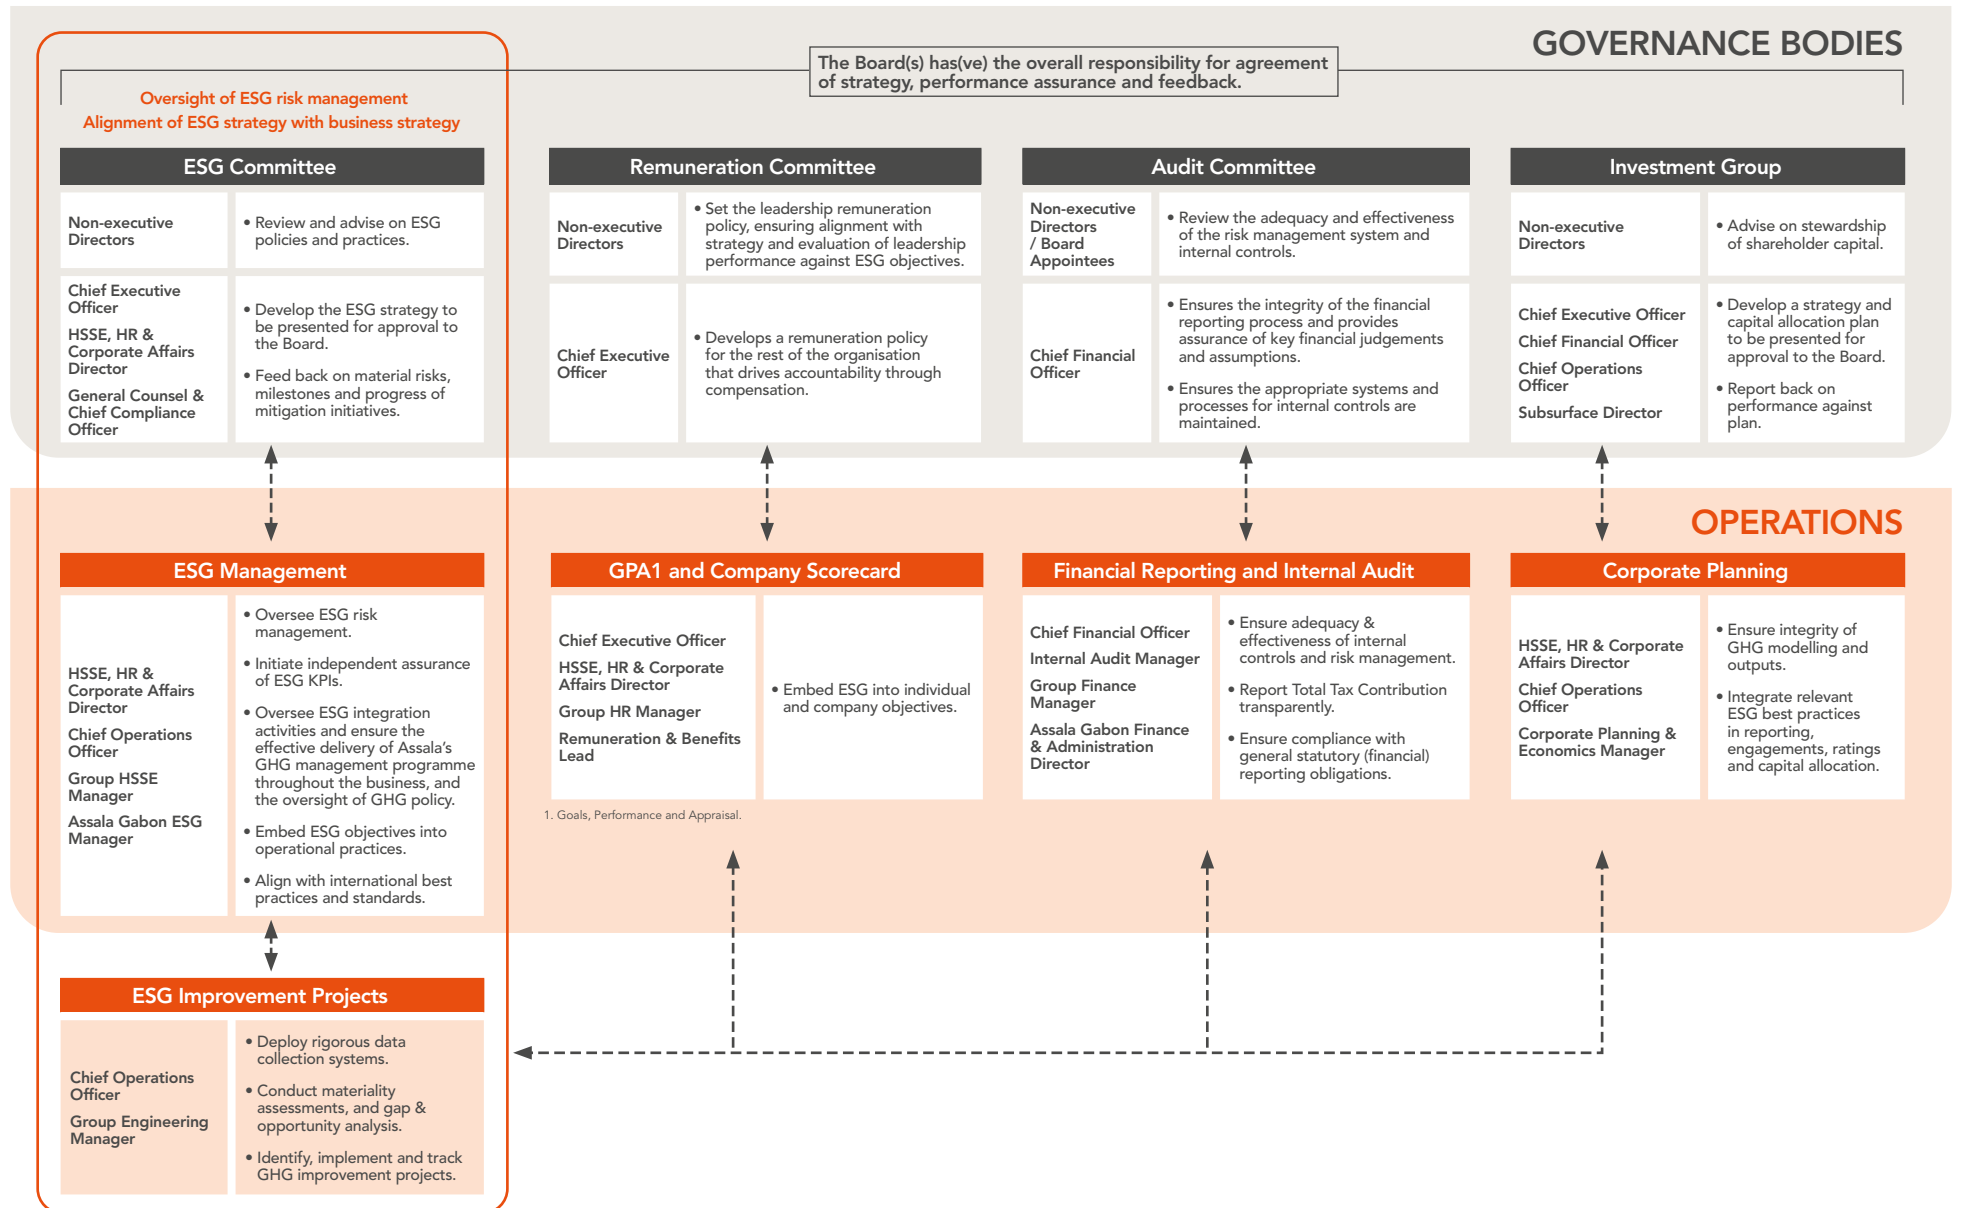 GOVERNANCE BODIES
The Board(s) has(ve) the overall responsibility for agreement
of strategy, performance assurance and feedback.
Oversight of ESG risk management
Alignment of ESG strategy with business strategy
ESG Committee
Non-executive
Directors
• Review and advise on ESG
policies and practices.
Chief Executive
Officer
HSSE, HR &
Corporate Affairs
Director
General Counsel &
Chief Compliance
Officer
• Develop the ESG strategy to
be presented for approval to
the Board.
• Feed back on material risks,
milestones and progress of
mitigation initiatives.
Remuneration Committee
Non-executive
Directors
• Set the leadership remuneration
policy, ensuring alignment with
strategy and evaluation of leadership
performance against ESG objectives.
Chief Executive
Officer
• Develops a remuneration policy
for the rest of the organisation
that drives accountability through
compensation.
Audit Committee
Non-executive
Directors
/ Board
Appointees
• Review the adequacy and effectiveness
of the risk management system and
internal controls.
Chief Financial
Officer
• Ensures the integrity of the financial
reporting process and provides
assurance of key financial judgements
and assumptions.
• Ensures the appropriate systems and
processes for internal controls are
maintained.
Investment Group
Non-executive
Directors
• Advise on stewardship
of shareholder capital.
Chief Executive Officer
Chief Financial Officer
Chief Operations
Officer
Subsurface Director
• Develop a strategy and
capital allocation plan
to be presented for
approval to the Board.
• Report back on
performance against
plan.
OPERATIONS
ESG Management
HSSE, HR &
Corporate Affairs
Director
Chief Operations
Officer
Group HSSE
Manager
Assala Gabon ESG
Manager
• Oversee ESG risk
management.
• Initiate independent assurance
of ESG KPIs.
• Oversee ESG integration
activities and ensure the
effective delivery of Assala’s
GHG management programme
throughout the business, and
the oversight of GHG policy.
• Embed ESG objectives into
operational practices.
• Align with international best
practices and standards.
GPA1 and Company Scorecard
Chief Executive Officer
HSSE, HR & Corporate
Affairs Director
Group HR Manager
Remuneration & Benefits
Lead
• Embed ESG into individual
and company objectives.
1. Goals, Performance and Appraisal.
Financial Reporting and Internal Audit
Chief Financial Officer
Internal Audit Manager
Group Finance
Manager
Assala Gabon Finance
& Administration
Director
• Ensure adequacy &
effectiveness of internal
controls and risk management.
• Report Total Tax Contribution
transparently.
• Ensure compliance with
general statutory (financial)
reporting obligations.
Corporate Planning
HSSE, HR & Corporate
Affairs Director
Chief Operations
Officer
Corporate Planning &
Economics Manager
• Ensure integrity of
GHG modelling and
outputs.
• Integrate relevant
ESG best practices
in reporting,
engagements, ratings
and capital allocation.
ESG Improvement Projects
Chief Operations
Officer
Group Engineering
Manager
• Deploy rigorous data
collection systems.
• Conduct materiality
assessments, and gap &
opportunity analysis.
• Identify, implement and track
GHG improvement projects.